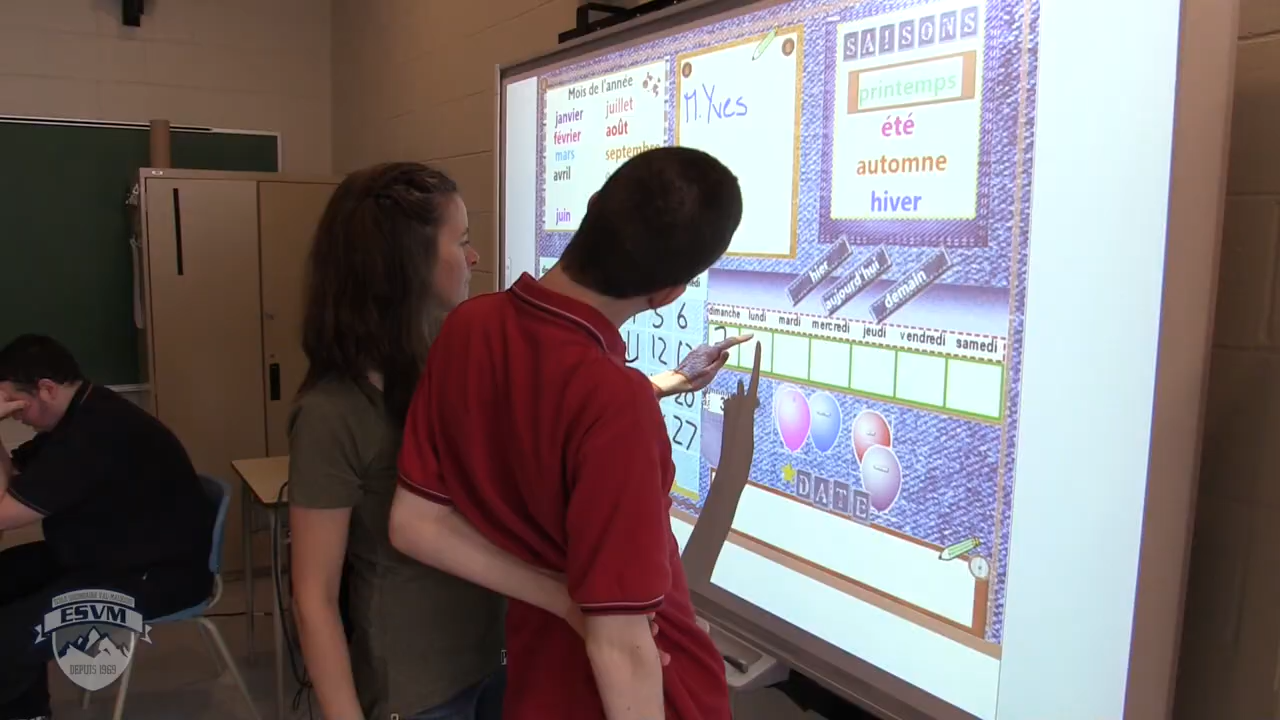 Mois de l'année
janvier juillet
février août
mars septembre
avril
juin
M. Yves
SAISONS
printemps
été
automne
hiver
hier
aujourd'hui
demain
dimanche lundi mardi mercredi jeudi vendredi samedi
5 6
12
20
27
DATE
ESVM
DEPUIS 1969